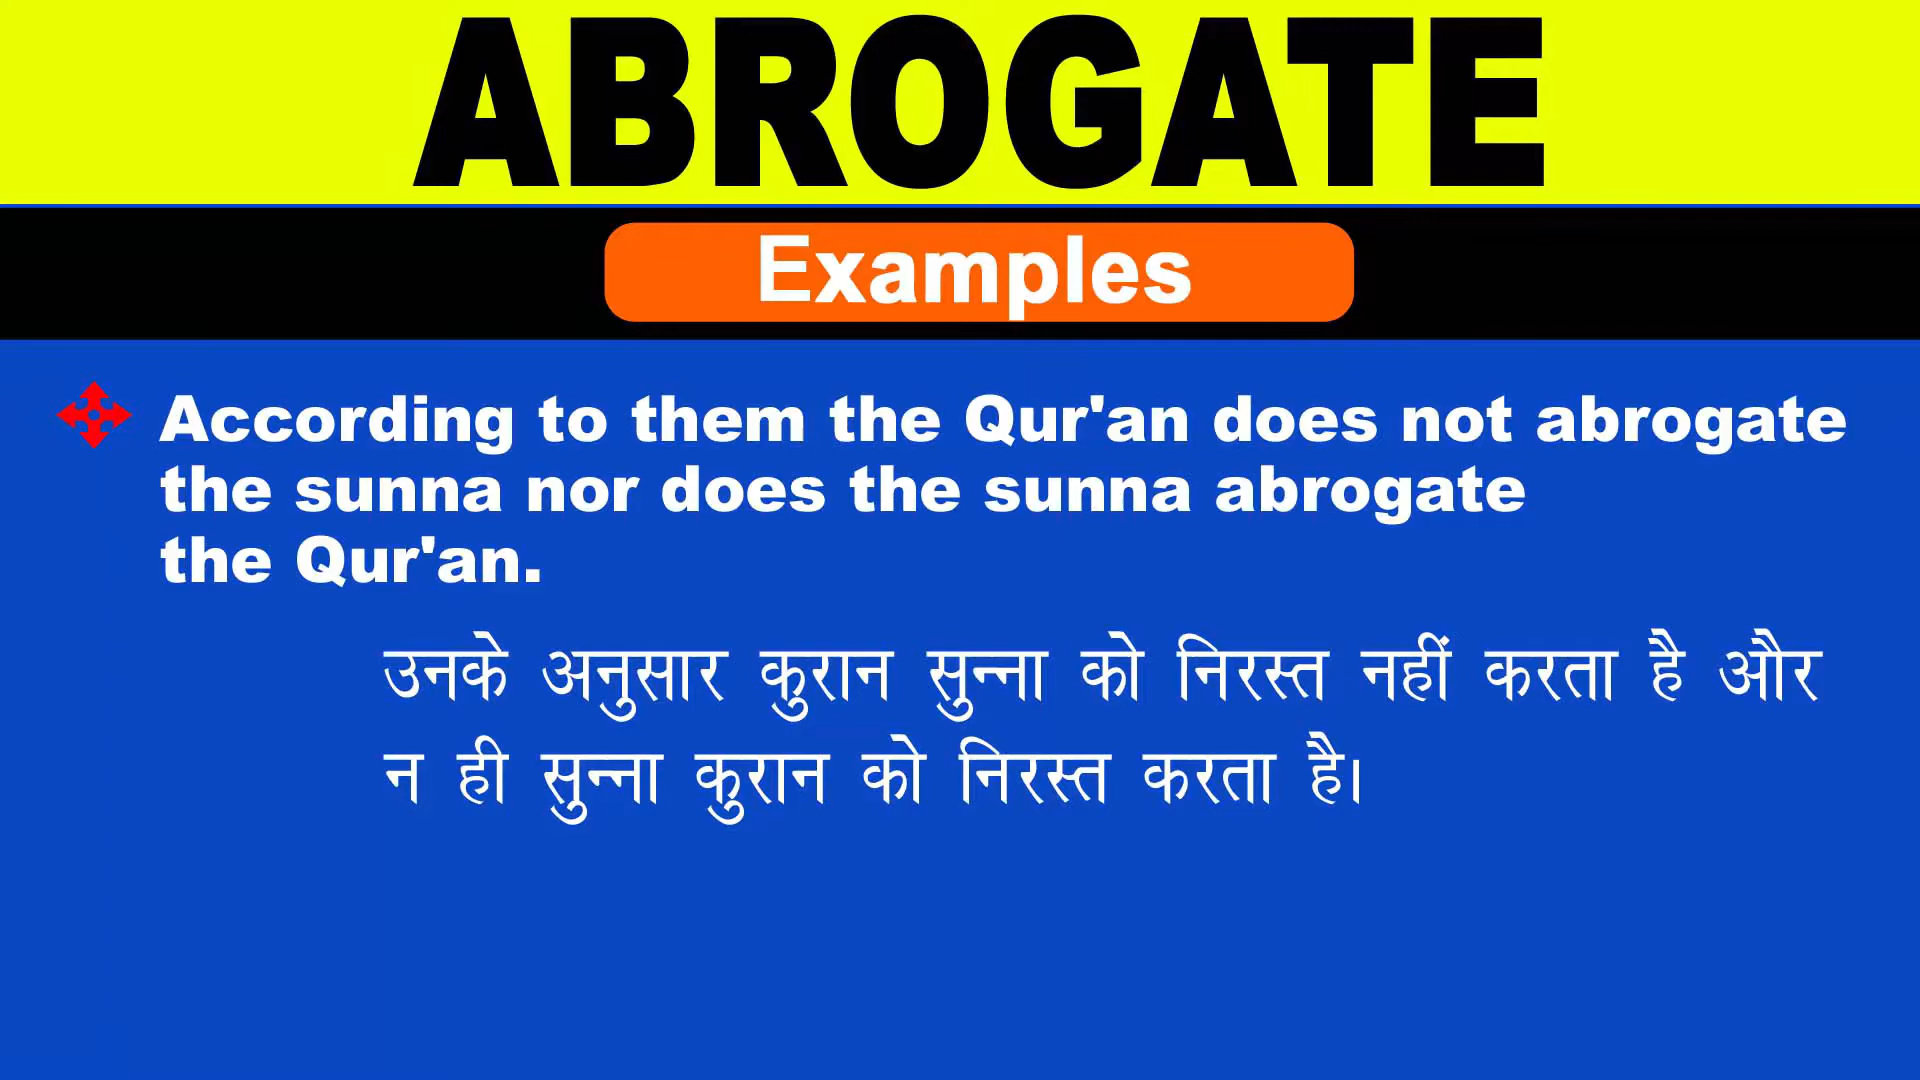 ABROGATE
Examples
According to them the Qur'an does not abrogate
the sunna nor does the sunna abrogate
the Qur'an.
उनके अनुसार कुरान सुन्ना को निरस्त नहीं करता है और
न ही सुन्ना कुरान को निरस्त करता है।